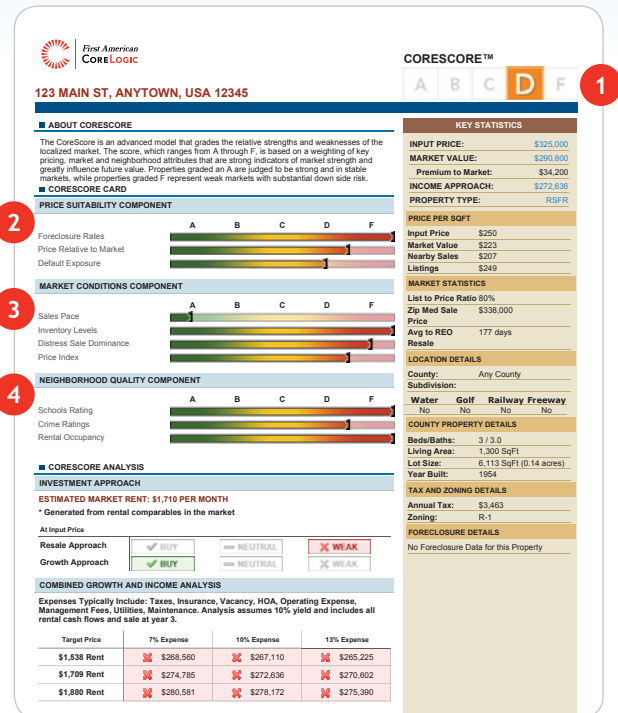 First American
CORELOGIC
CORESCORE™
A B C D F
1
123 MAIN ST, ANYTOWN, USA 12345
ABOUT CORESCORE
The CoreScore is an advanced model that grades the relative strengths and weaknesses of the
localized market. The score, which ranges from A through F, is based on a weighting of key
pricing, market and neighborhood attributes that are strong indicators of market strength and
greatly influence future value. Properties graded an A are judged to be strong and in stable
markets, while properties graded F represent weak markets with substantial down side risk.
CORESCORE CARD
PRICE SUITABILITY COMPONENT
2
A B C D F
Foreclosure Rates
Price Relative to Market
Default Exposure
MARKET CONDITIONS COMPONENT
3
A B C D F
Sales Pace
Inventory Levels
Distress Sale Dominance
Price Index
NEIGHBORHOOD QUALITY COMPONENT
4
A B C D F
Schools Rating
Crime Ratings
Rental Occupancy
CORESCORE ANALYSIS
INVESTMENT APPROACH
ESTIMATED MARKET RENT: $1,710 PER MONTH
* Generated from rental comparables in the market
At Input Price
Resale Approach BUY NEUTRAL WEAK
Growth Approach BUY NEUTRAL WEAK
COMBINED GROWTH AND INCOME ANALYSIS
Expenses Typically Include: Taxes, Insurance, Vacancy, HOA, Operating Expense,
Management Fees, Utilities, Maintenance. Analysis assumes 10% yield and includes all
rental cash flows and sale at year 3.
Target Price 7% Expense 10% Expense 13% Expense
$1,538 Rent $268,560 $267,110 $265,225
$1,709 Rent $274,785 $272,636 $270,602
$1,880 Rent $280,581 $278,172 $275,390
KEY STATISTICS
INPUT PRICE: $325,000
MARKET VALUE: $290,800
Premium to Market: $34,200
INCOME APPROACH: $272,636
PROPERTY TYPE: RSFR
PRICE PER SQFT
Input Price $250
Market Value $223
Nearby Sales $207
Listings $249
MARKET STATISTICS
List to Price Ratio 80%
Zip Med Sale $338,000
Price
Avg to REO 177 days
Resale
LOCATION DETAILS
County: Any County
Subdivision:
Water Golf Railway Freeway
No No No No
COUNTY PROPERTY DETAILS
Beds/Baths: 3 / 3.0
Living Area: 1,300 SqFt
Lot Size: 6,113 SqFt (0.14 acres)
Year Built: 1954
TAX AND ZONING DETAILS
Annual Tax: $3,463
Zoning: R-1
FORECLOSURE DETAILS
No Foreclosure Data for this Property